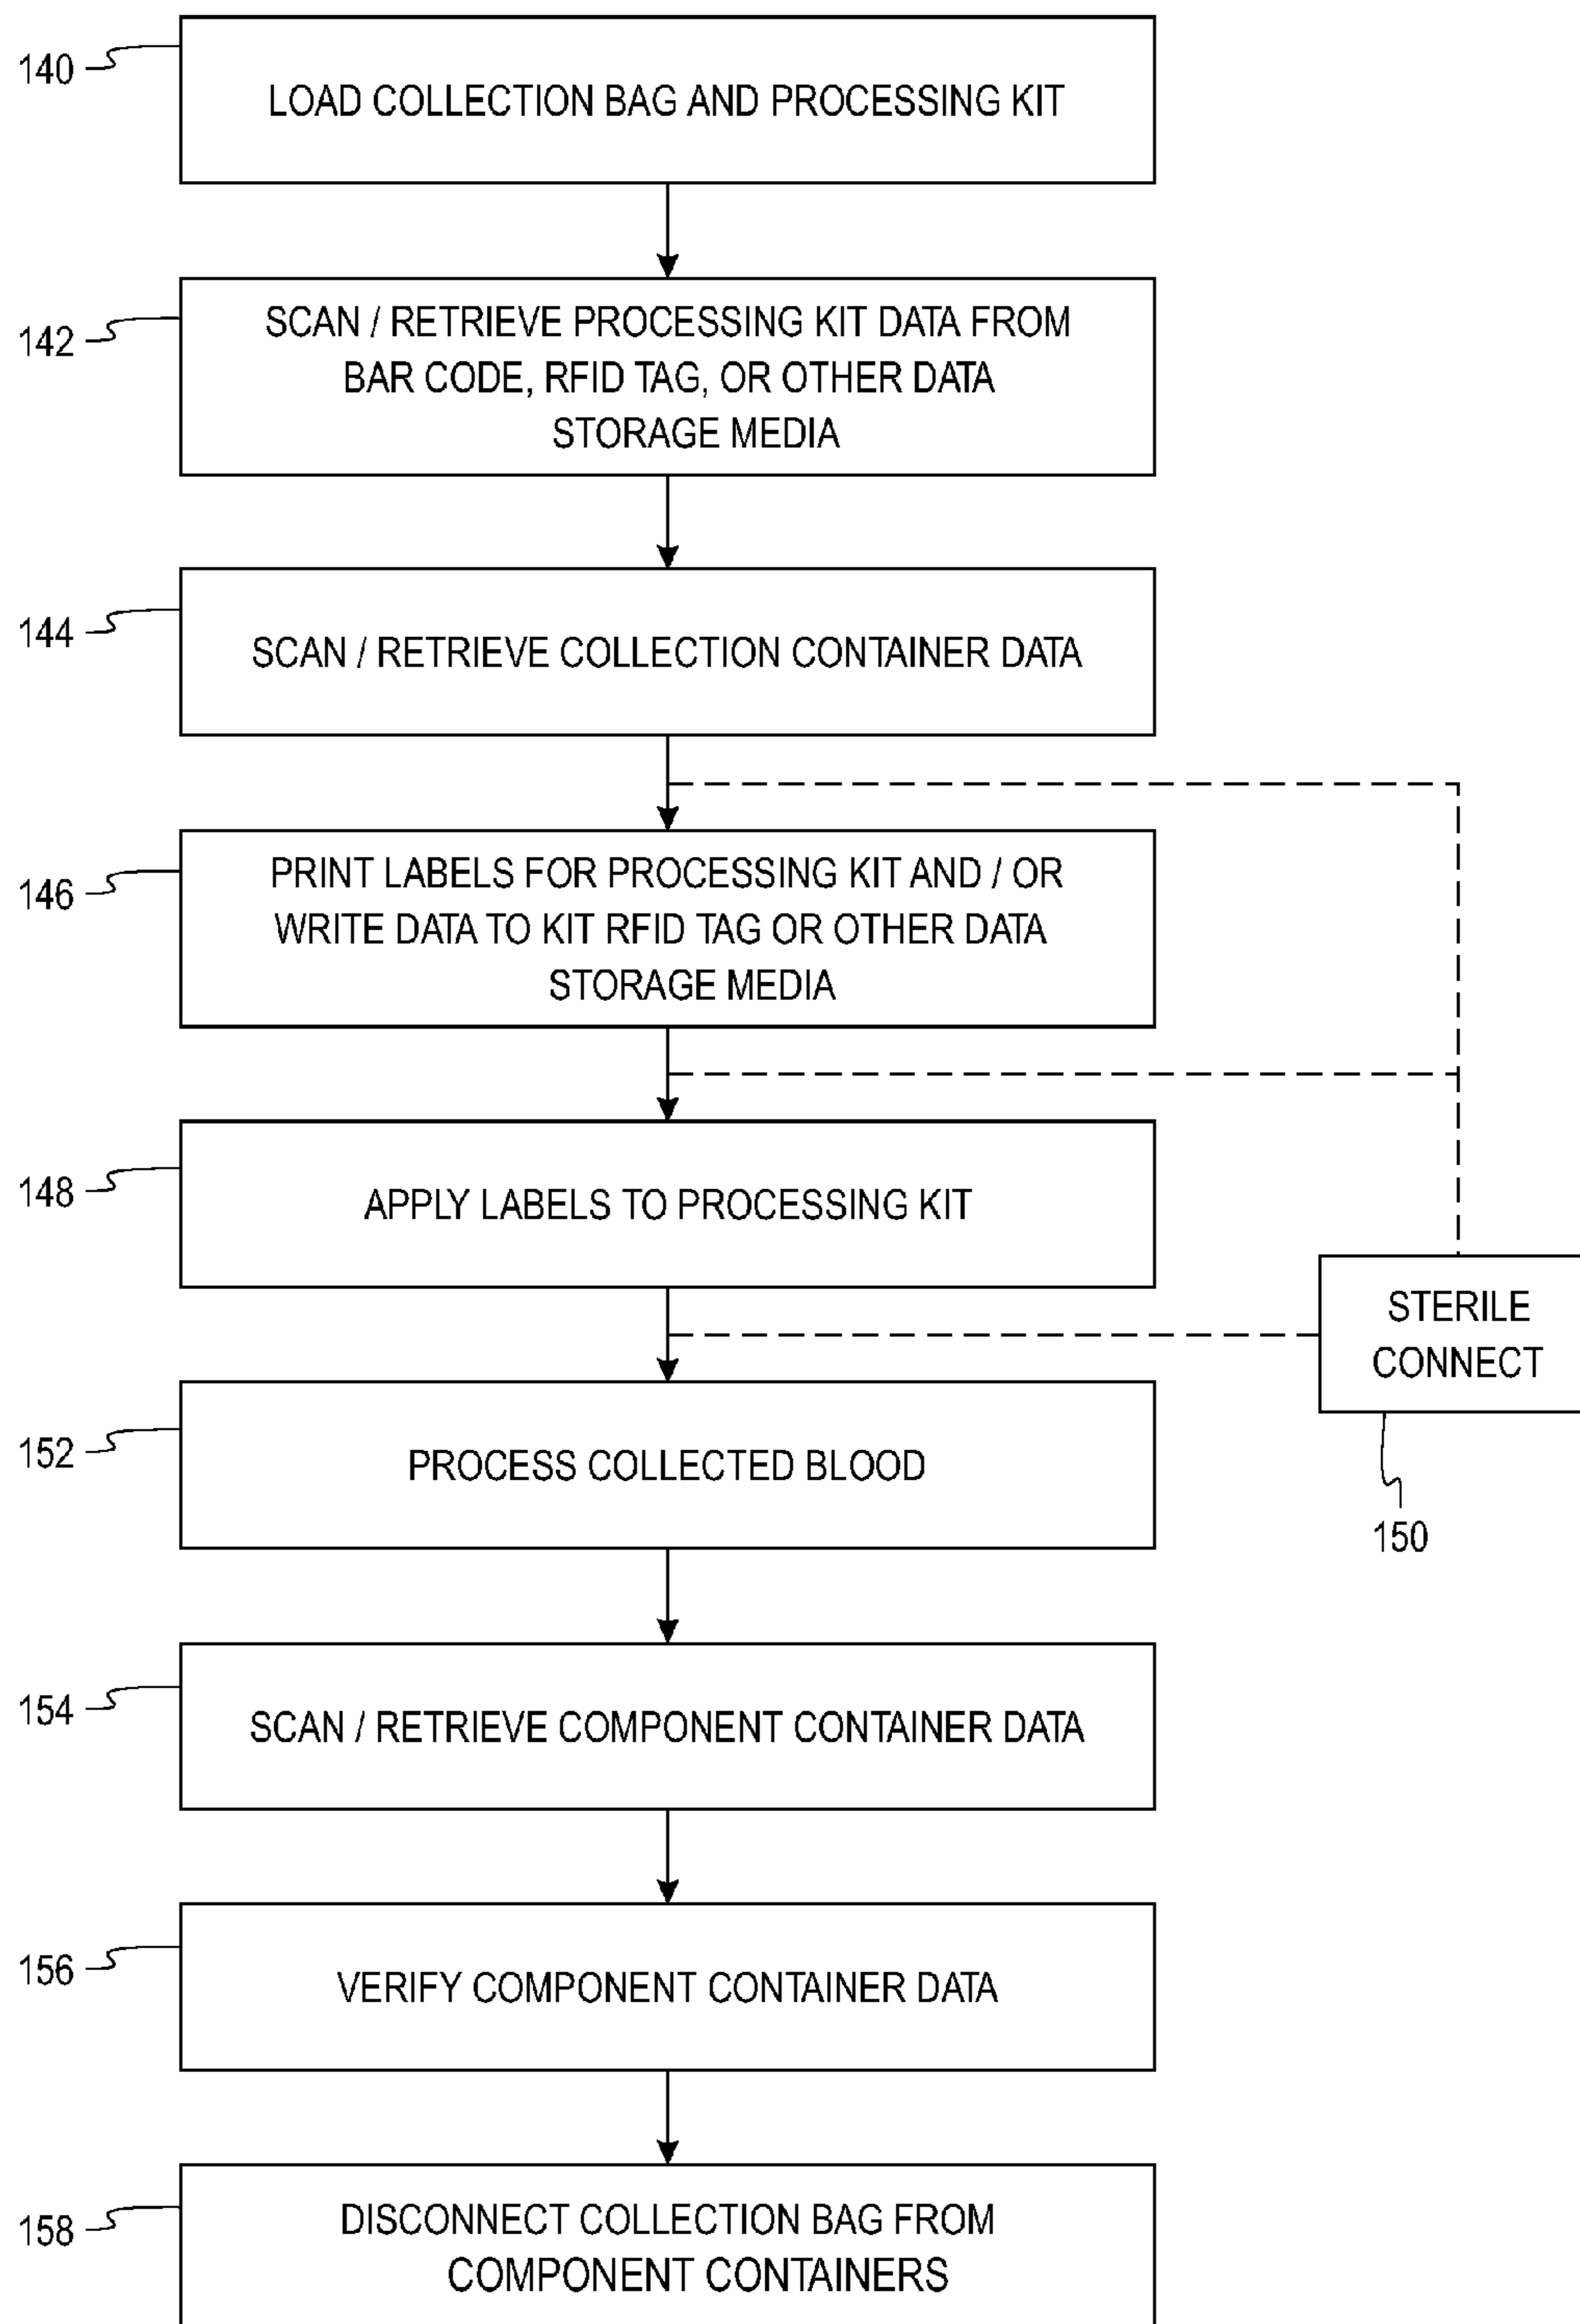 140
LOAD COLLECTION BAG AND PROCESSING KIT
142
SCAN / RETRIEVE PROCESSING KIT DATA FROM
BAR CODE, RFID TAG, OR OTHER DATA
STORAGE MEDIA
144
SCAN / RETRIEVE COLLECTION CONTAINER DATA
146
PRINT LABELS FOR PROCESSING KIT AND / OR
WRITE DATA TO KIT RFID TAG OR OTHER DATA
STORAGE MEDIA
148
APPLY LABELS TO PROCESSING KIT
STERILE
CONNECT
150
152
PROCESS COLLECTED BLOOD
154
SCAN / RETRIEVE COMPONENT CONTAINER DATA
156
VERIFY COMPONENT CONTAINER DATA
158
DISCONNECT COLLECTION BAG FROM
COMPONENT CONTAINERS